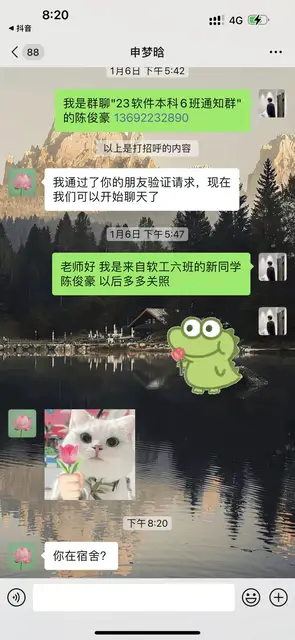 8:20
4G
抖音
88
申梦晗
1月6日 下午5:42
我是群聊"23软件本科6班通知群"
的陈俊豪 13692232890
以上是打招呼的内容
我通过了你的朋友验证请求，现在
我们可以开始聊天了
1月6日 下午5:47
老师好 我是来自软工六班的新同学
陈俊豪 以后多多关照
下午8:20
你在宿舍?